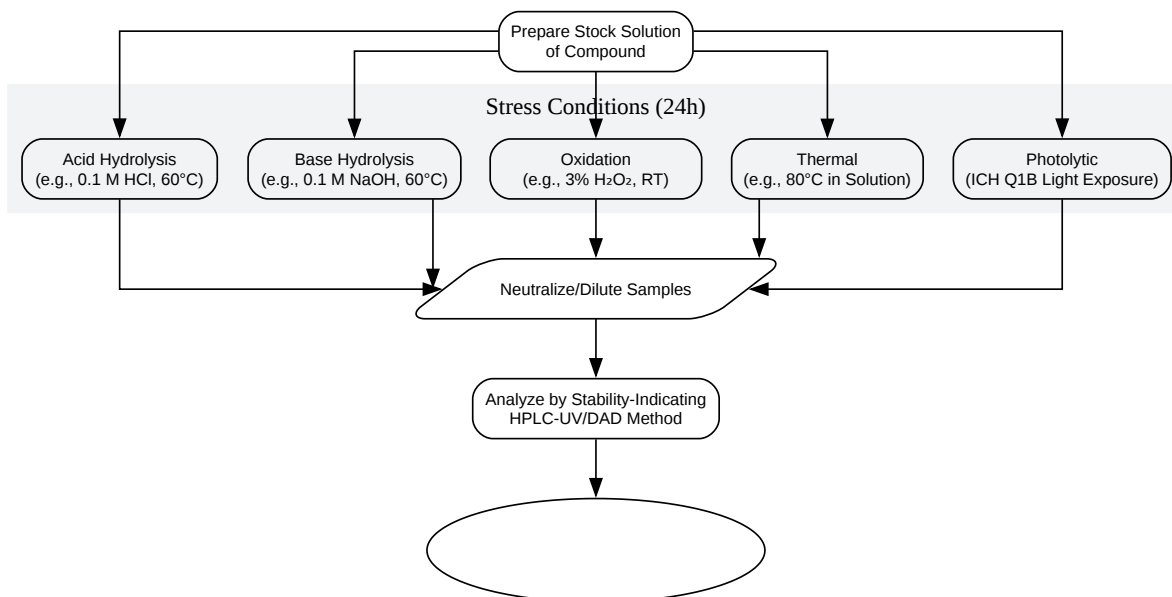 Prepare Stock Solution
of Compound
Stress Conditions (24h)
Acid Hydrolysis
(e.g., 0.1 M HCl, 60°C)
Base Hydrolysis
(e.g., 0.1 M NaOH, 60°C)
Oxidation
(e.g., 3% H₂O₂, RT)
Thermal
(e.g., 80°C in Solution)
Photolytic
(ICH Q1B Light Exposure)
Neutralize/Dilute Samples
Analyze by Stability-Indicating
HPLC-UV/DAD Method